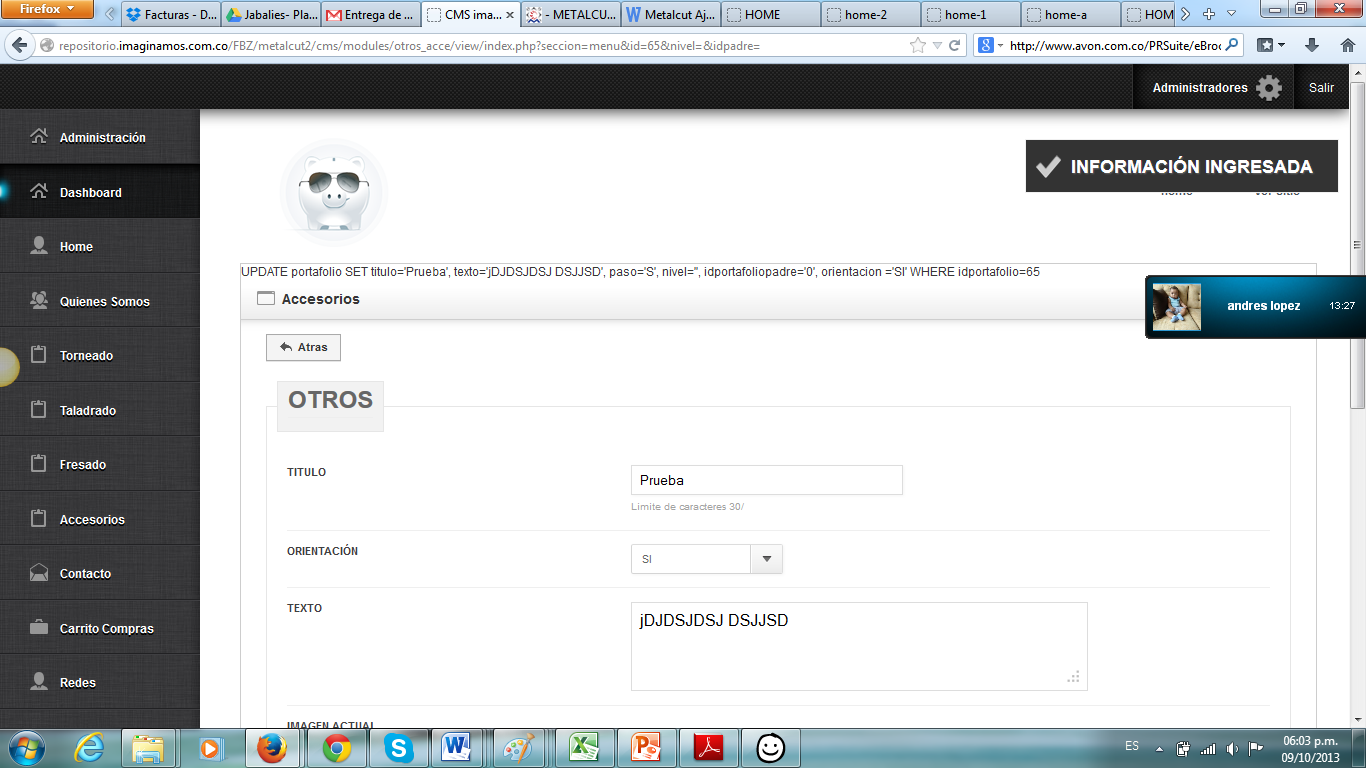 Firefox
Facturas - D...
Jabalies- Pla...
Entrega de ...
CMS ima...
- METALCU...
Metalcut Aj...
HOME
home-2
home-1
home-a
HOM
repositorio.imaginamos.com.co/FBZ/metalcut2/cms/modules/otros_acce/view/index.php?seccion=menu&id=65&nivel=&idpadre=
http://www.avon.com.co/PRSuite/eBroc
Administradores
Salir
Administración
Dashboard
Home
Quienes Somos
Torneado
Taladrado
Fresado
Accesorios
Contacto
Carrito Compras
Redes
INFORMACIÓN INGRESADA
UPDATE portafolio SET titulo='Prueba', texto='jDJDSJDSJ DSJJSD', paso='S', nivel='', idportafoliopadre='0', orientacion ='SI' WHERE idportafolio=65
Accesorios
andres lopez
13:27
Atras
OTROS
TITULO
Prueba
Limite de caracteres 30/
ORIENTACIÓN
SI
TEXTO
jDJDSJDSJ DSJJSD
IMAGEN ACTUAL
ES
06:03 p.m.
09/10/2013